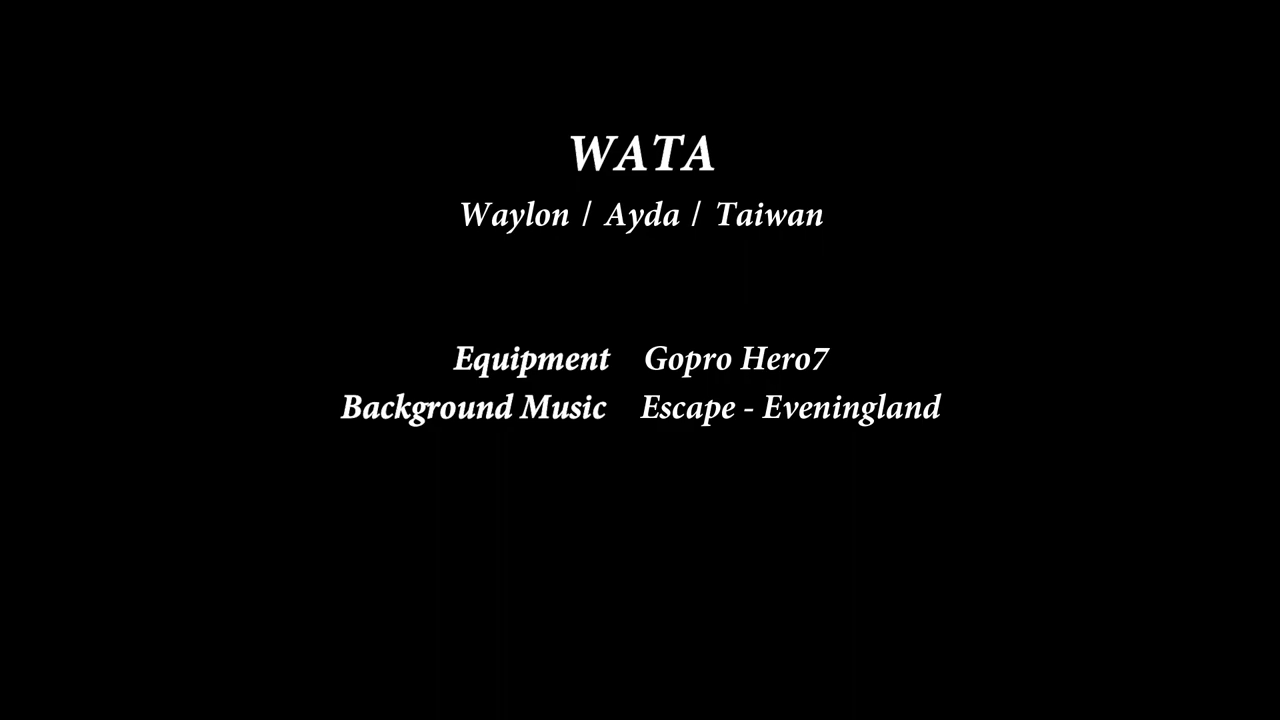 WATA
Waylon / Ayda / Taiwan
Equipment Gopro Hero7
Background Music Escape - Eveningland